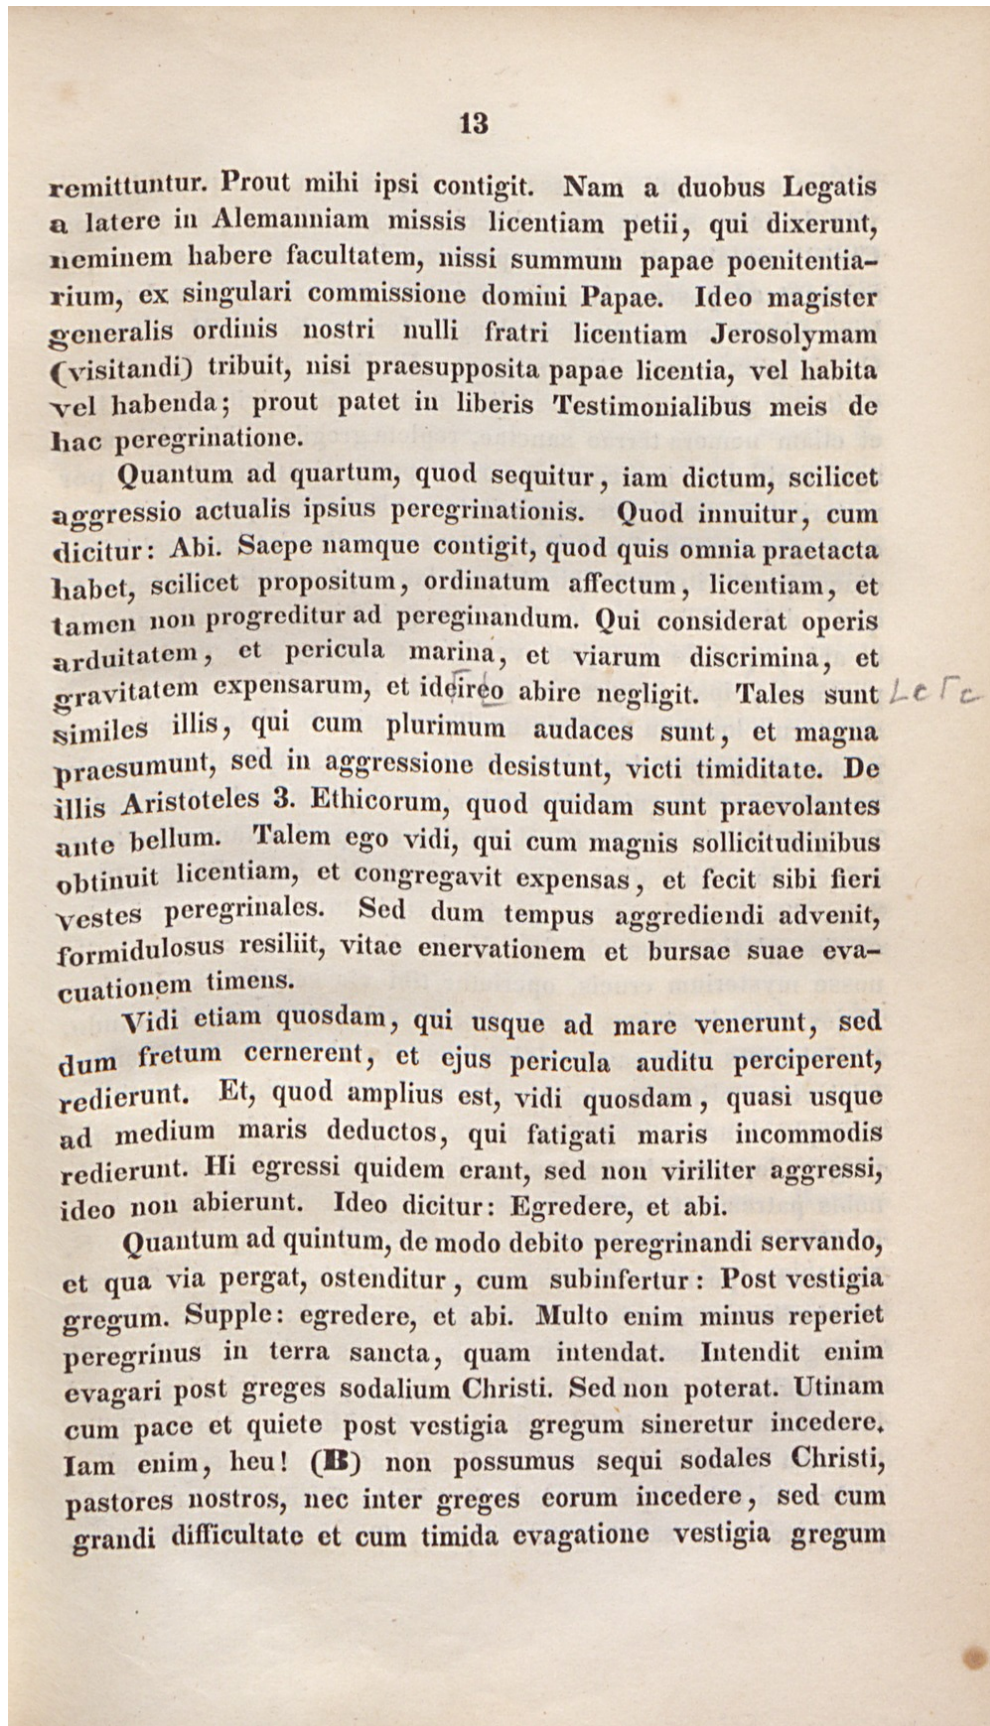 13
remittuntur. Prout mihi ipsi contigit. Nam a duobus Legatis
a latere in Alemanniam missis licentiam petii, qui dixerunt,
neminem habere facultatem, nissi summum papae poenitentia-
rium, ex singulari commissione domini Papae. Ideo magister
generalis ordinis nostri nulli fratri licentiam Jerosolymam
(visitandi) tribuit, nisi praesupposita papae licentia, vel habita
vel habenda; prout patet in liberis Testimonialibus meis de
hac peregrinatione.
Quantum ad quartum, quod sequitur, iam dictum, scilicet
aggressio actualis ipsius peregrinationis. Quod innuitur, cum
dicitur: Abi. Saepe namque contigit, quod quis omnia praetacta
habet, scilicet propositum, ordinatum affectum, licentiam, et
tamen non progreditur ad pereginandum. Qui considerat operis
arduitatem, et pericula marina, et viarum discrimina, et
gravitatem expensarum, et ideireo abire negligit. Tales sunt L c Γ c
similes illis, qui cum plurimum audaces sunt, et magna
praesumunt, sed in aggressione desistunt, victi timiditate. De
illis Aristoteles 3. Ethicorum, quod quidam sunt praevolantes
ante bellum. Talem ego vidi, qui cum magnis sollicitudinibus
obtinuit licentiam, et congregavit expensas, et fecit sibi fieri
vestes peregrinales. Sed dum tempus aggrediendi advenit,
formidulosus resiliit, vitae enervationem et bursae suae eva-
cuationem timens.
Vidi etiam quosdam, qui usque ad mare venerunt, sed
dum fretum cernerent, et ejus pericula auditu perciperent,
redierunt. Et, quod amplius est, vidi quosdam, quasi usque
ad medium maris deductos, qui fatigati maris incommodis
redierunt. Hi egressi quidem erant, sed non viriliter aggressi,
ideo non abierunt. Ideo dicitur: Egredere, et abi.
Quantum ad quintum, de modo debito peregrinandi servando,
et qua via pergat, ostenditur, cum subinfertur: Post vestigia
gregum. Supple: egredere, et abi. Multo enim minus reperiet
peregrinus in terra sancta, quam intendat. Intendit enim
evagari post greges sodalium Christi. Sed non poterat. Utinam
cum pace et quiete post vestigia gregum sineretur incedere.
Iam enim, heu! (B) non possumus sequi sodales Christi,
pastores nostros, nec inter greges eorum incedere, sed cum
grandi difficultate et cum timida evagatione vestigia gregum